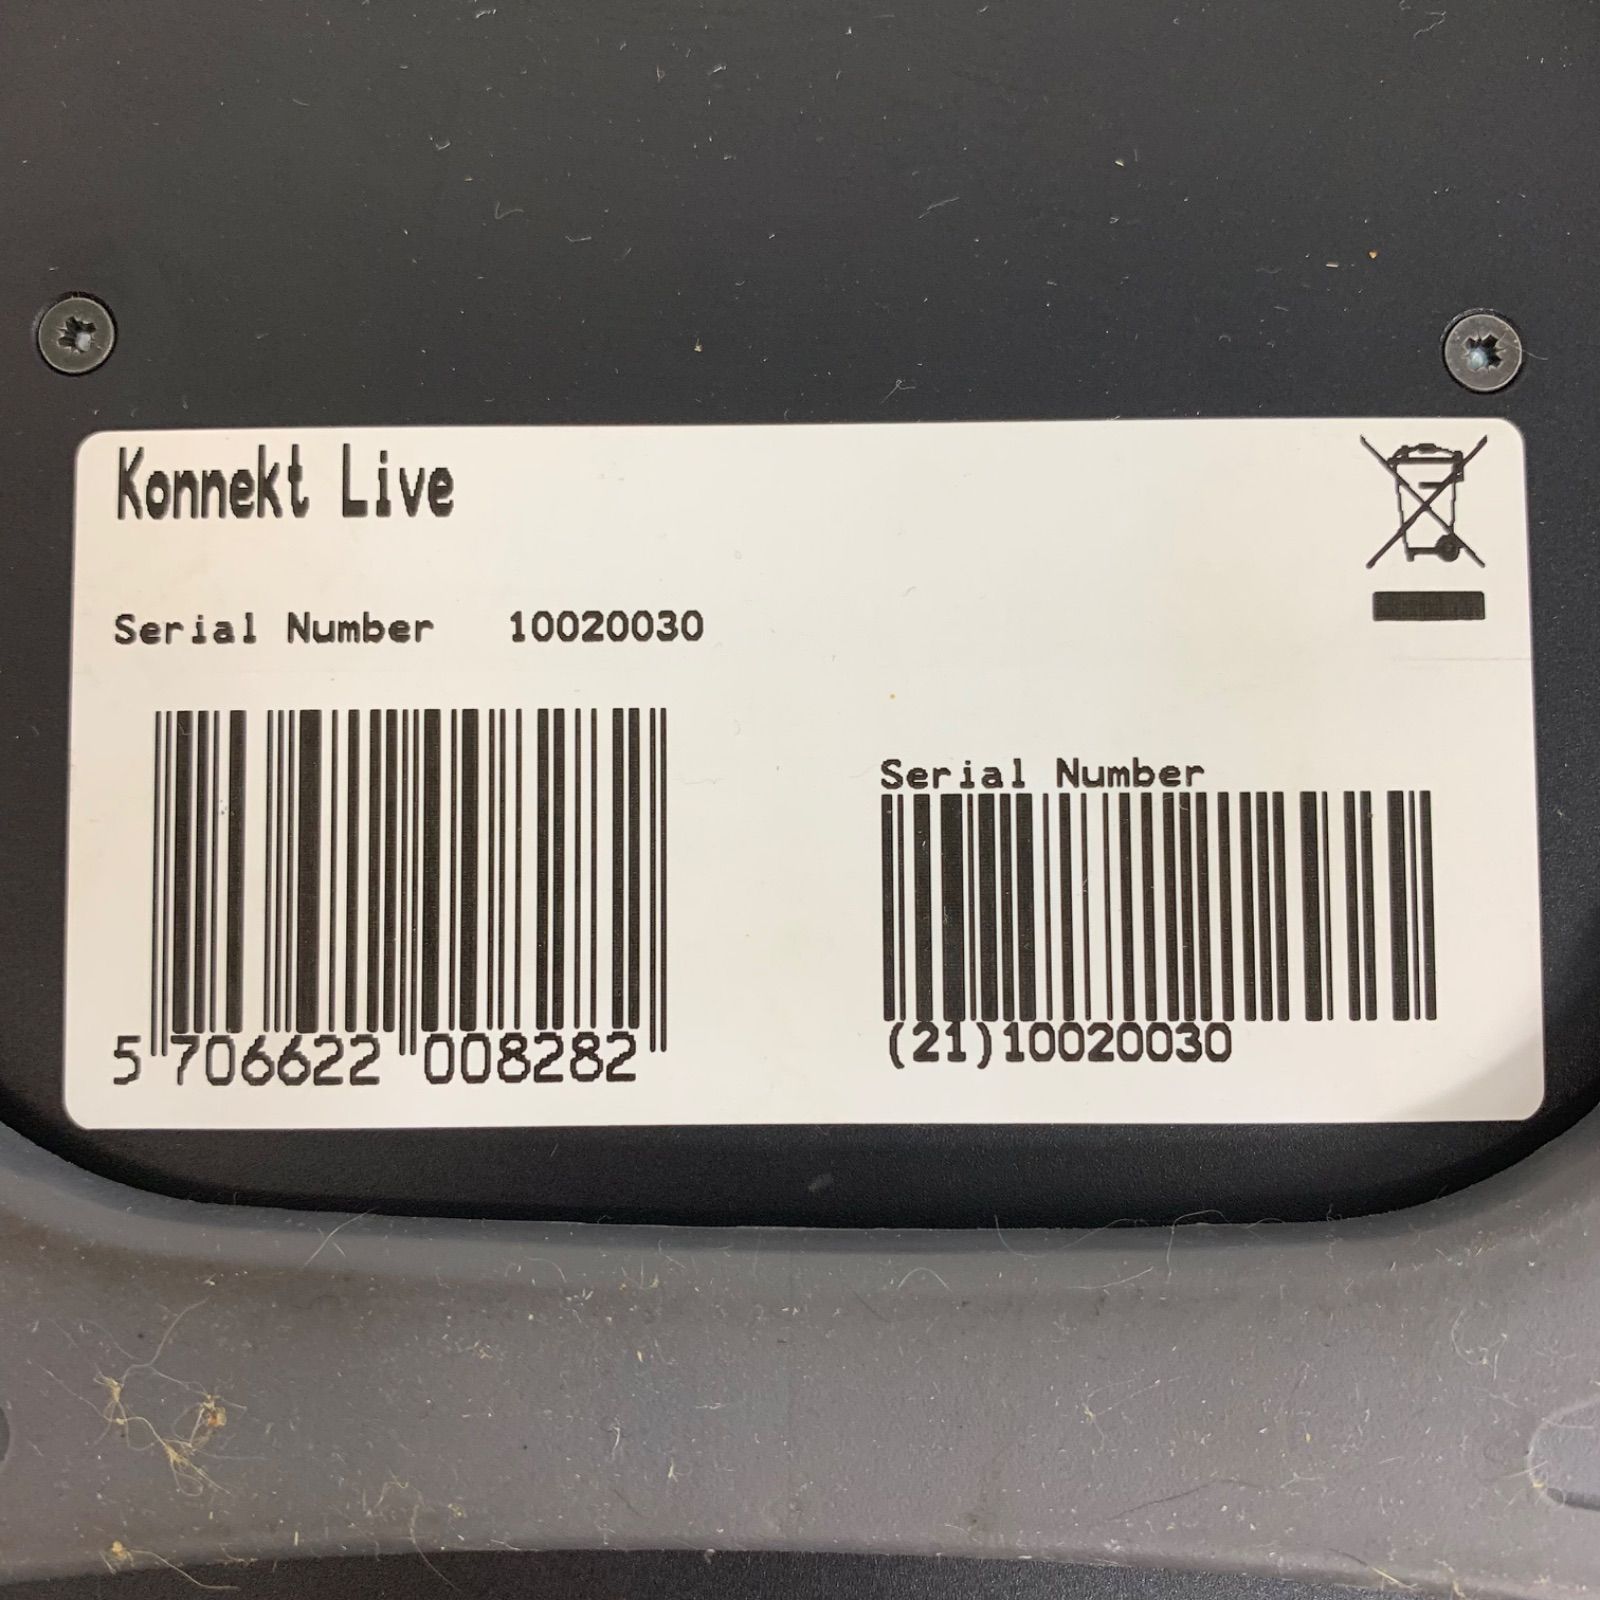 Konnekt Live
Serial Number 10020030
5 706622 008282
Serial Number
(21)10020030